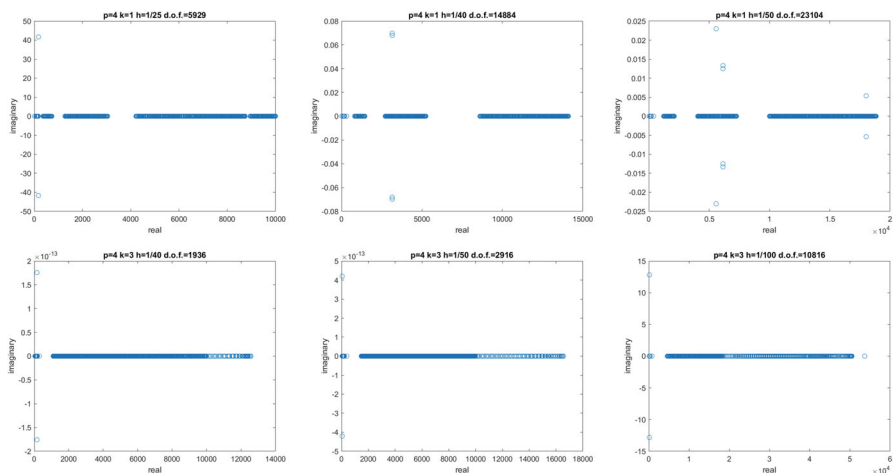 p=4 k=1 h=1/25 d.o.f.=5929
50
40
30
20
10
0
-10
-20
-30
-40
-50
imaginary
0 2000 4000 6000 8000 10000
real
p=4 k=1 h=1/40 d.o.f.=14884
0.08
0.06
0.04
0.02
0
-0.02
-0.04
-0.06
-0.08
imaginary
0 5000 10000 15000
real
p=4 k=1 h=1/50 d.o.f.=23104
0.025
0.02
0.015
0.01
0.005
0
-0.005
-0.01
-0.015
-0.02
-0.025
imaginary
0 0.5 1 1.5 2
real
× 10^4
p=4 k=3 h=1/40 d.o.f.=1936
×10^-13
2
1.5
1
0.5
0
-0.5
-1
-1.5
-2
imaginary
0 2000 4000 6000 8000 10000 12000 14000
real
p=4 k=3 h=1/50 d.o.f.=2916
×10^-13
5
4
3
2
1
0
-1
-2
-3
-4
-5
imaginary
0 2000 4000 6000 8000 10000 12000 14000 16000 18000
real
p=4 k=3 h=1/100 d.o.f.=10816
15
10
5
0
-5
-10
-15
imaginary
0 1 2 3 4 5 6
real
× 10^4